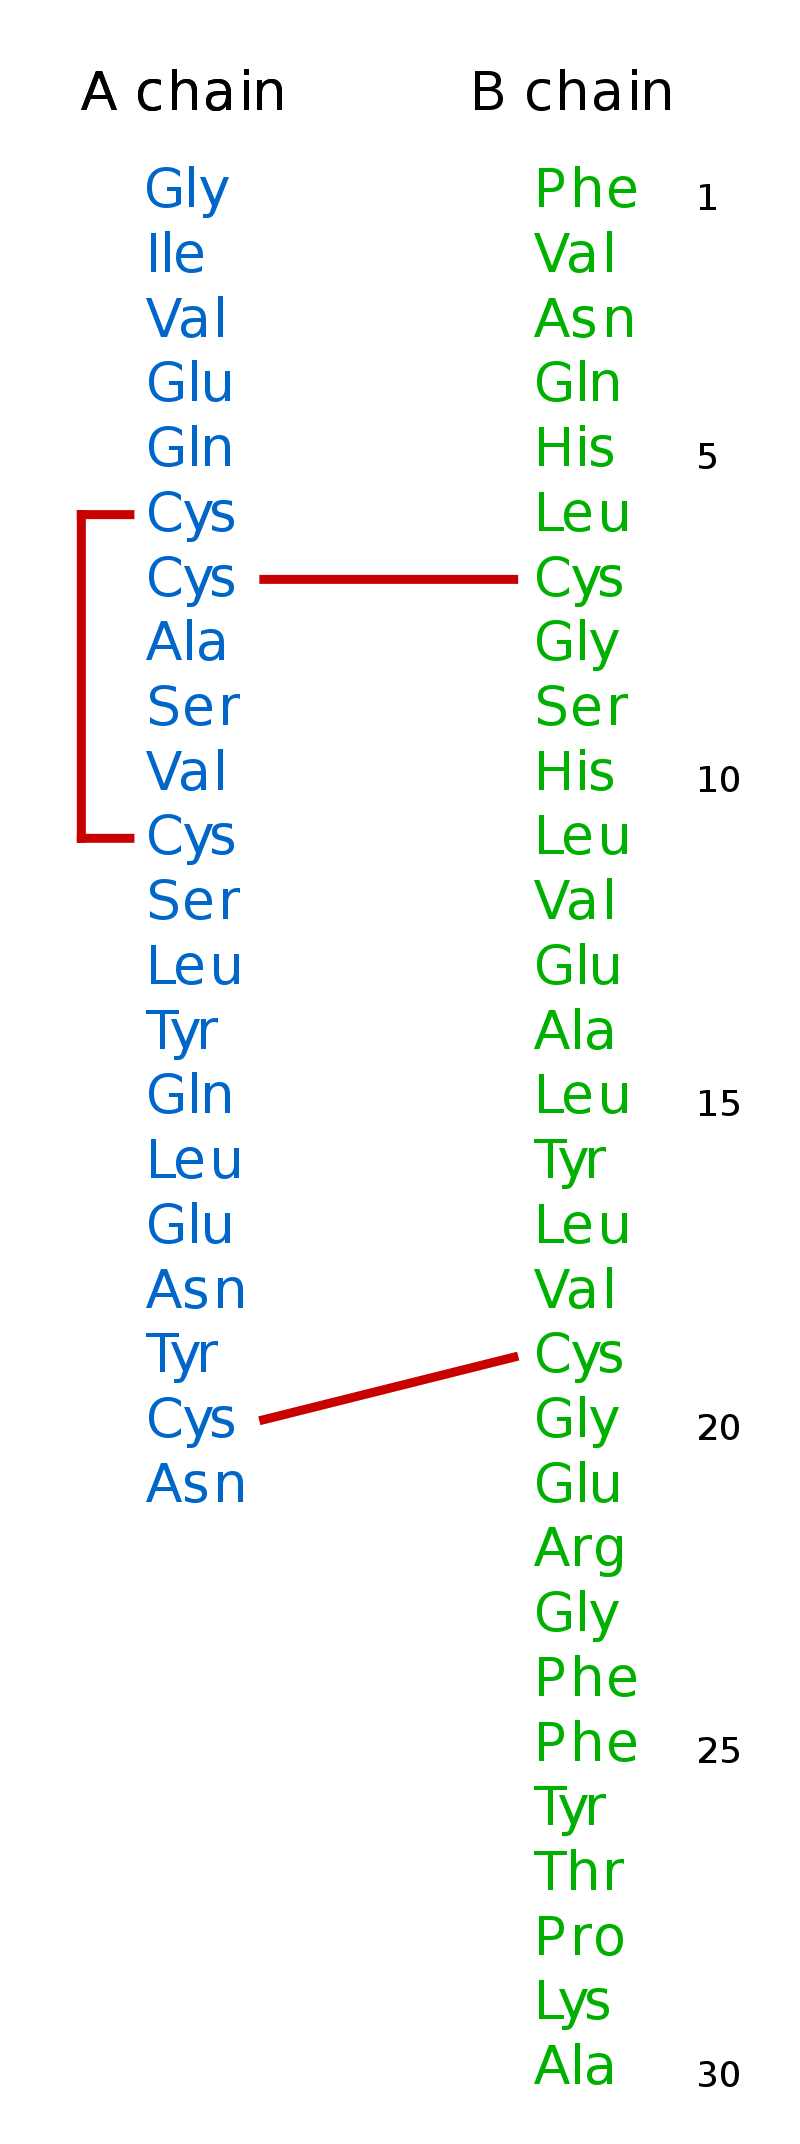 A chain B chain
Gly Phe 1
Ile Val
Val Asn
Glu Gln
Gln His 5
Cys Leu
Cys Cys
Ala Gly
Ser Ser
Val His 10
Cys Leu
Ser Val
Leu Glu
Tyr Ala
Gln Leu 15
Leu Tyr
Glu Leu
Asn Val
Tyr Cys
Cys Gly 20
Asn Glu
Arg
Gly
Phe
Phe 25
Tyr
Thr
Pro
Lys
Ala 30